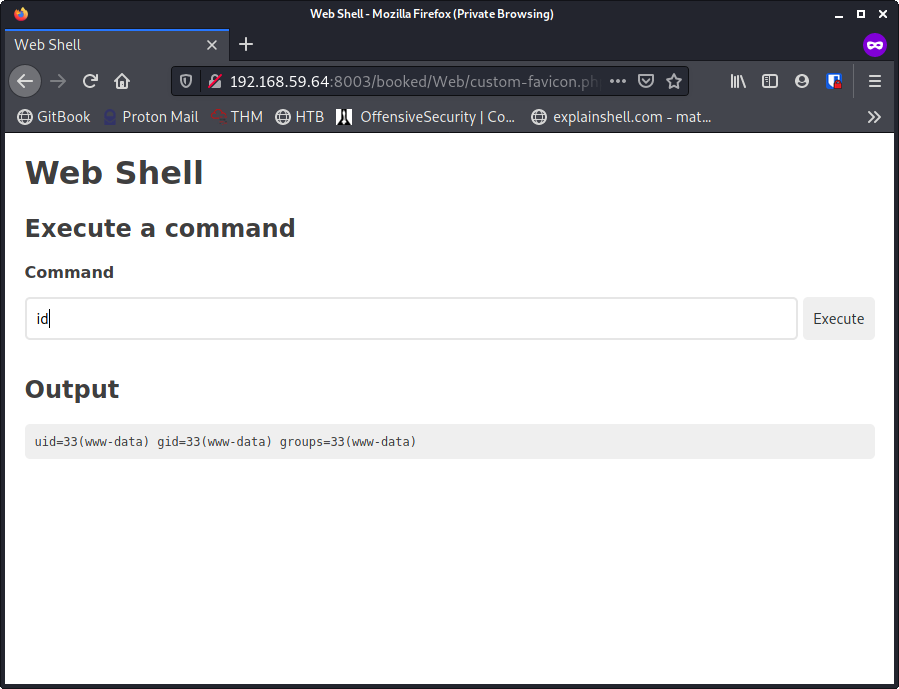 Web Shell - Mozilla Firefox (Private Browsing)
Web Shell
192.168.59.64:8003/booked/Web/custom-favicon.ph
GitBook Proton Mail THM HTB OffensiveSecurity | Co... explainshell.com - mat...
Web Shell
Execute a command
Command
id Execute
Output
uid=33(www-data) gid=33(www-data) groups=33(www-data)